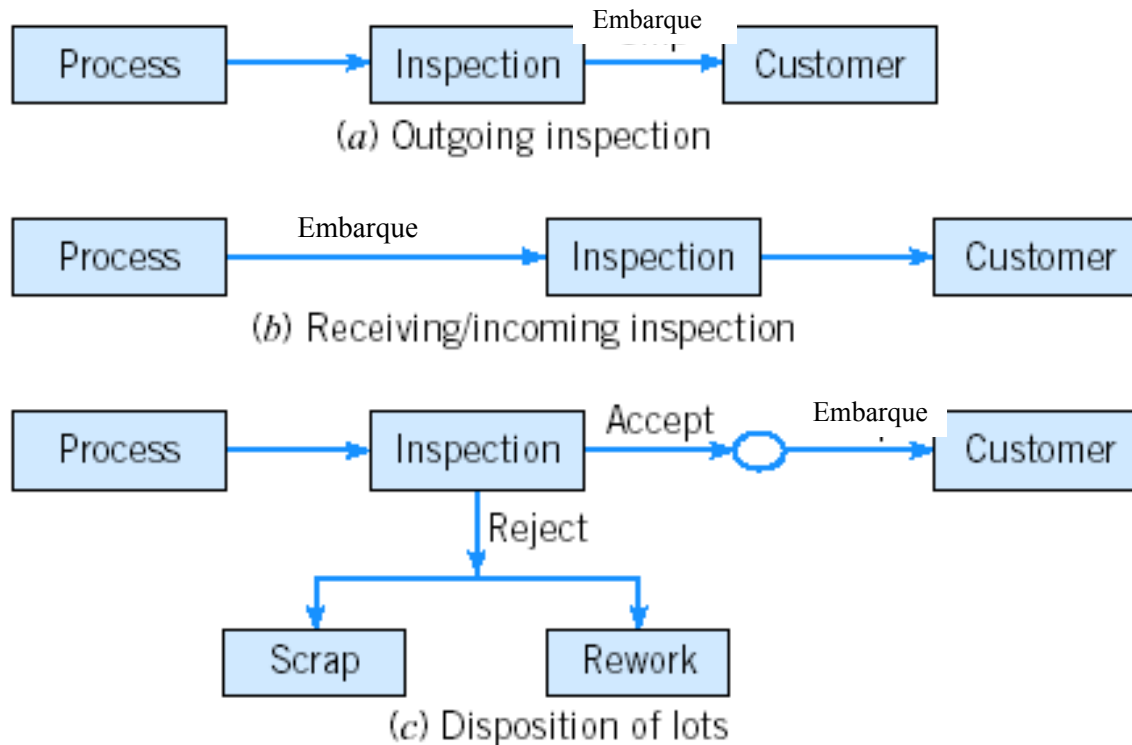 Embarque
Process Inspection Customer
(a) Outgoing inspection
Embarque
Process Inspection Customer
(b) Receiving/incoming inspection
Accept Embarque
Process Inspection Customer
Reject
Scrap Rework
(c) Disposition of lots